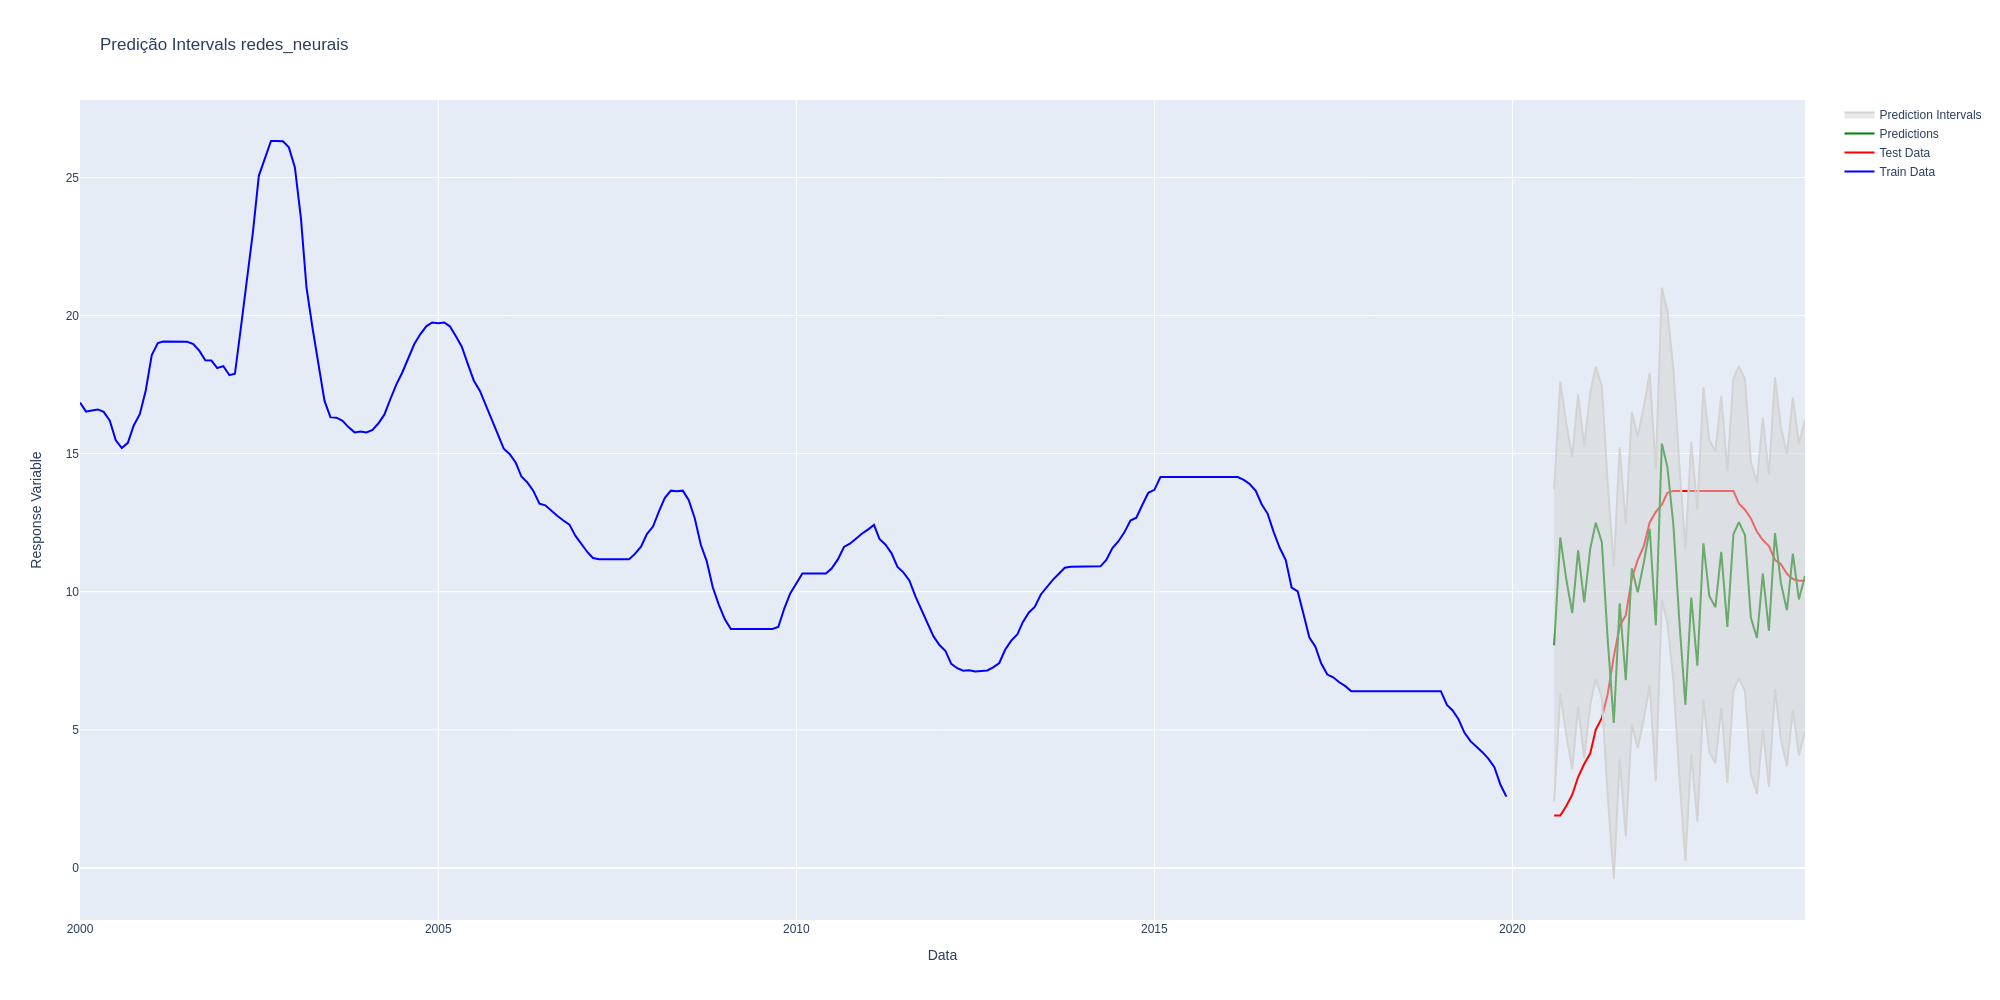 Predição Intervals redes_neurais
Prediction Intervals
Predictions
Test Data
Train Data
Response Variable
25
20
15
10
5
0
2000
2005
2010
2015
2020
Data